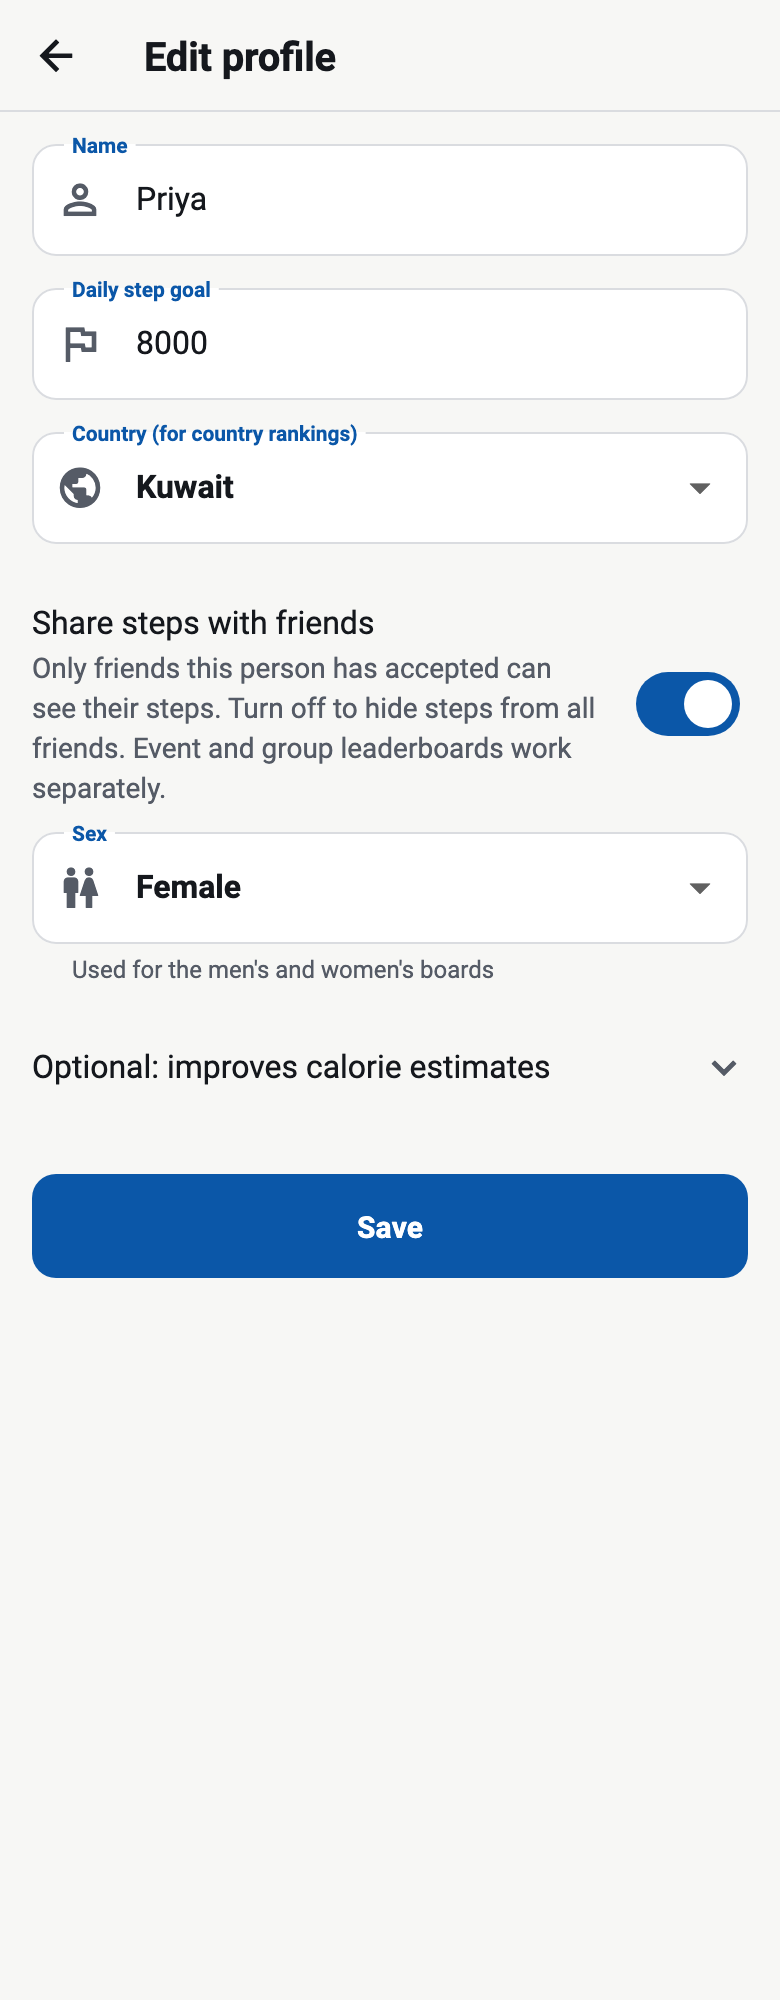 Edit profile
Name
Priya
Daily step goal
8000
Country (for country rankings)
Kuwait
Share steps with friends
Only friends this person has accepted can
see their steps. Turn off to hide steps from all
friends. Event and group leaderboards work
separately.
Sex
Female
Used for the men's and women's boards
Optional: improves calorie estimates
Save